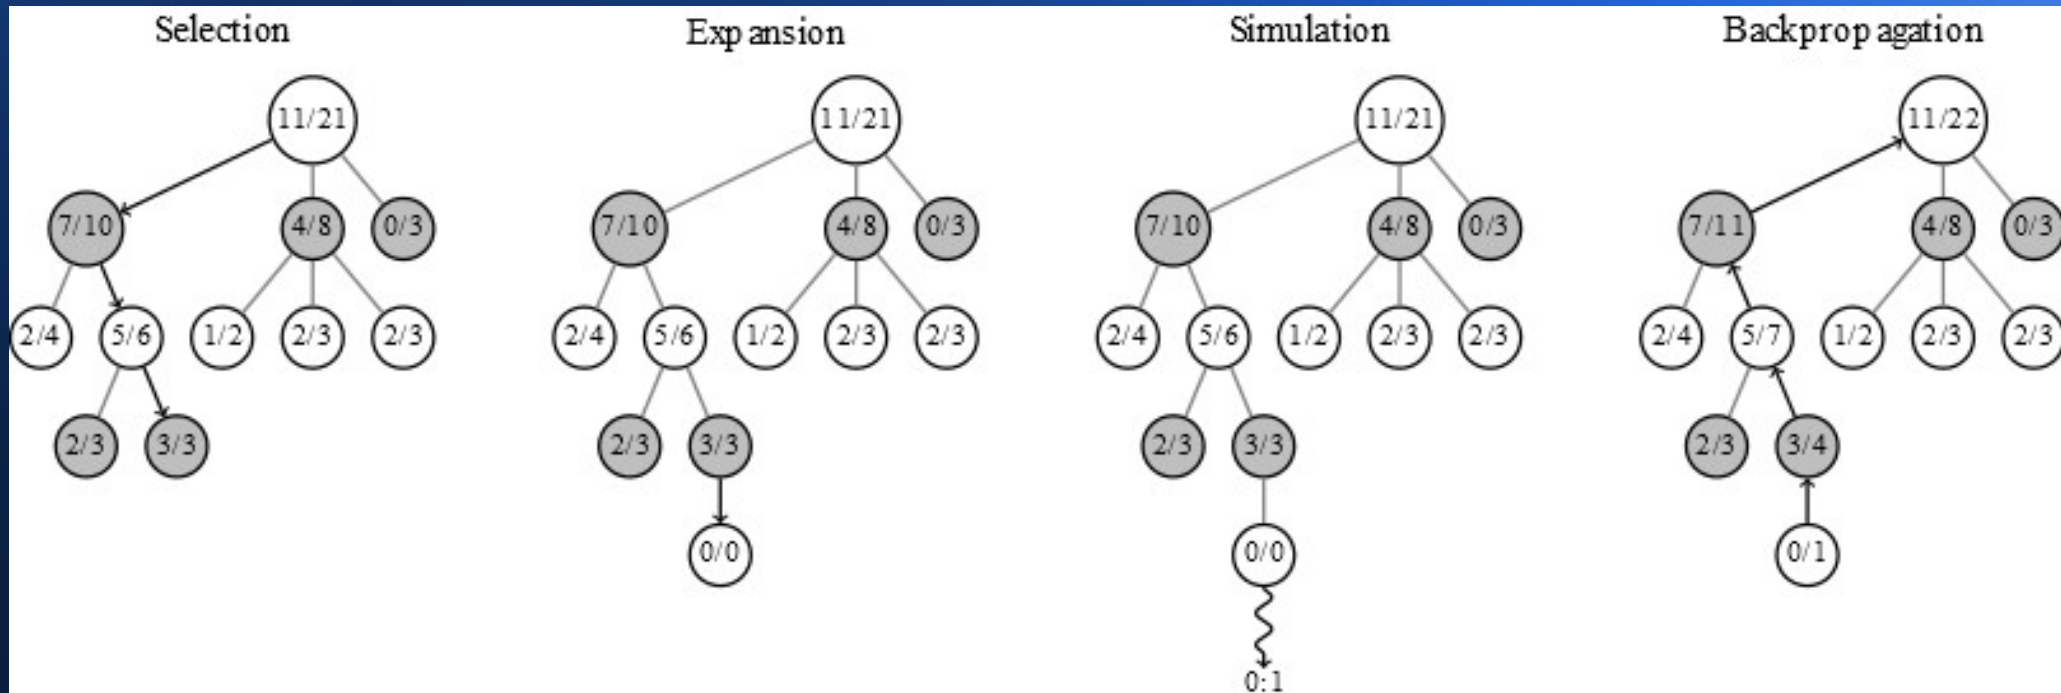 Selection Expansion Simulation Backpropagation
11/21 11/21 11/21 11/22
7/10 4/8 0/3 7/10 4/8 0/3 7/10 4/8 0/3 7/11 4/8 0/3
2/4 5/6 1/2 2/3 2/3 2/4 5/6 1/2 2/3 2/3 2/4 5/6 1/2 2/3 2/3 2/4 5/7 1/2 2/3 2/3
2/3 3/3 2/3 3/3 2/3 3/3 2/3 3/4
0/0 0/0 0/1
0:1